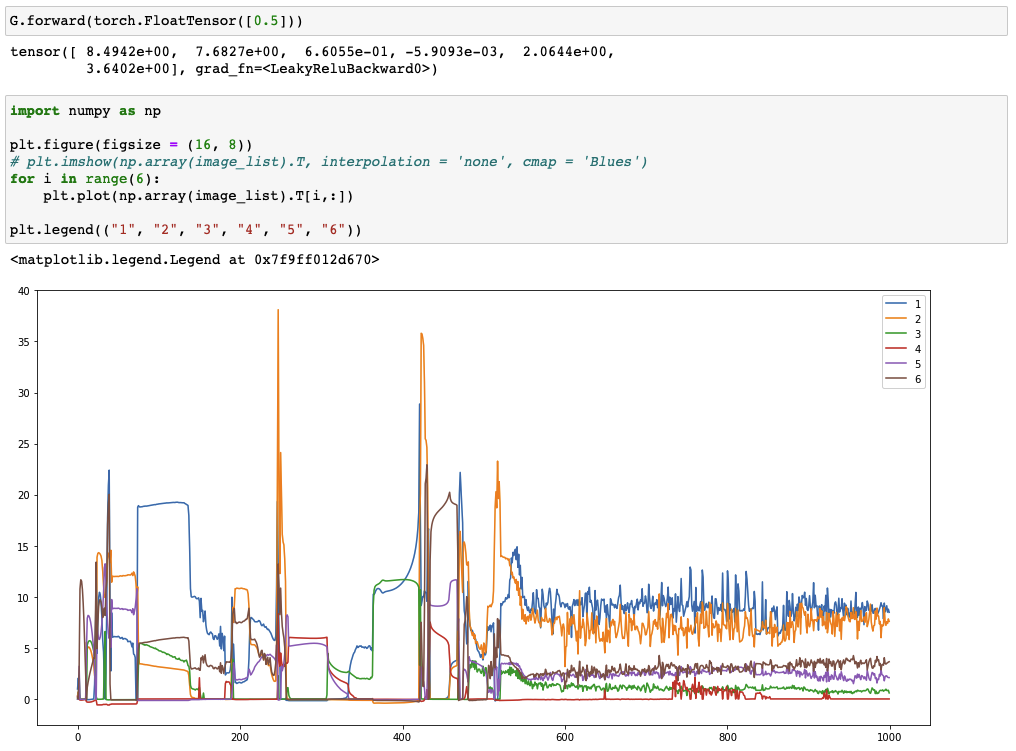 G.forward(torch.FloatTensor([0.5]))
tensor([ 8.4942e+00,  7.6827e+00,  6.6055e-01, -5.9093e-03,  2.0644e+00,
         3.6402e+00], grad_fn=<LeakyReluBackward0>)
import numpy as np
plt.figure(figsize = (16, 8))
# plt.imshow(np.array(image_list).T, interpolation = 'none', cmap = 'Blues')
for i in range(6):
    plt.plot(np.array(image_list).T[i,:])
plt.legend(("1", "2", "3", "4", "5", "6"))
<matplotlib.legend.Legend at 0x7f9ff012d670>
40
35
30
25
20
15
10
5
0
1
2
3
4
5
6
0 200 400 600 800 1000